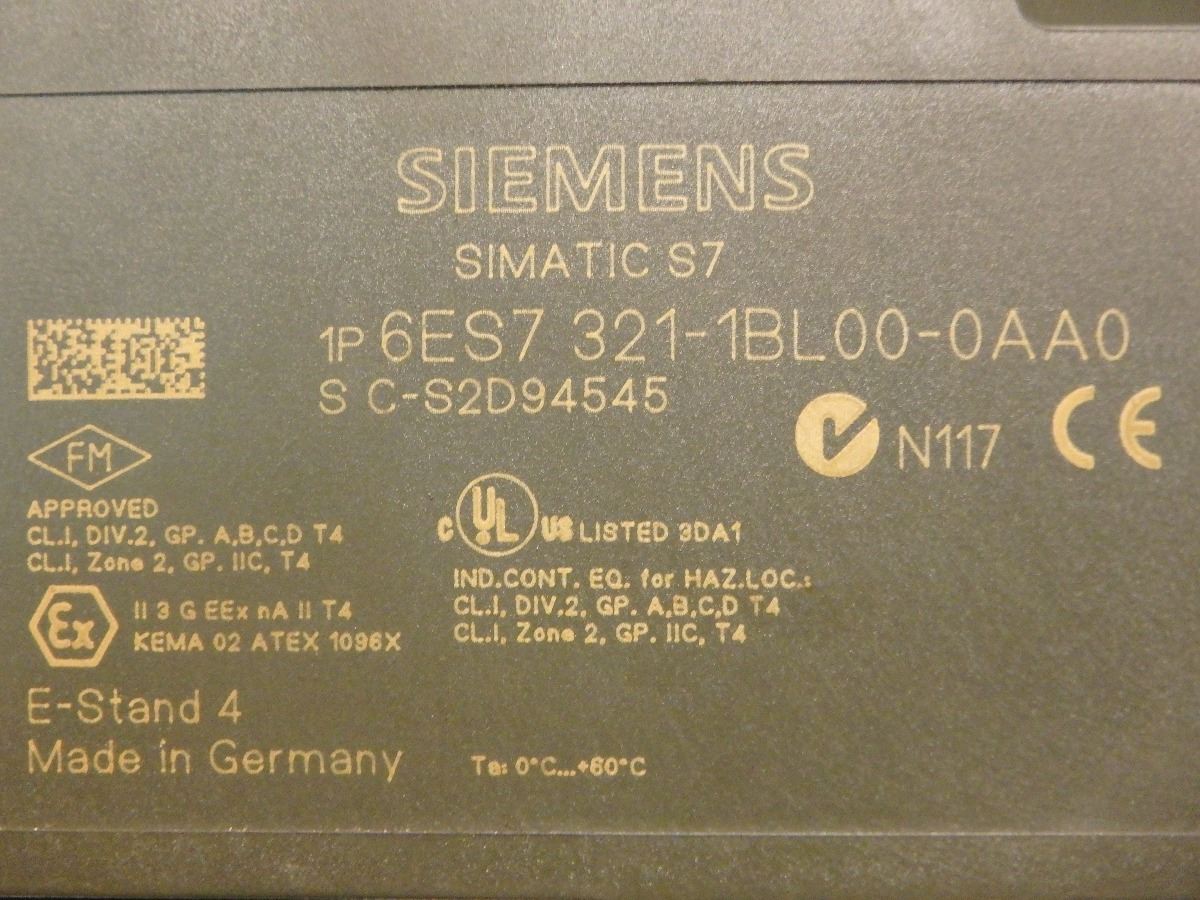 SIEMENS
SIMATIC S7
1P 6ES7 321-1BL00-0AA0
S C-S2D94545
N117 CE
FM
APPROVED
CL.I, DIV.2, GP. A,B,C,D T4
CL.I, Zone 2, GP. IIC, T4
Ex
II 3 G EEx nA II T4
KEMA 02 ATEX 1096X
C UL US LISTED 3DA1
IND.CONT. EQ. for HAZ.LOC.:
CL.I, DIV.2, GP. A,B,C,D T4
CL.I, Zone 2, GP. IIC, T4
E-Stand 4
Made in Germany
Ta: 0°C...+60°C